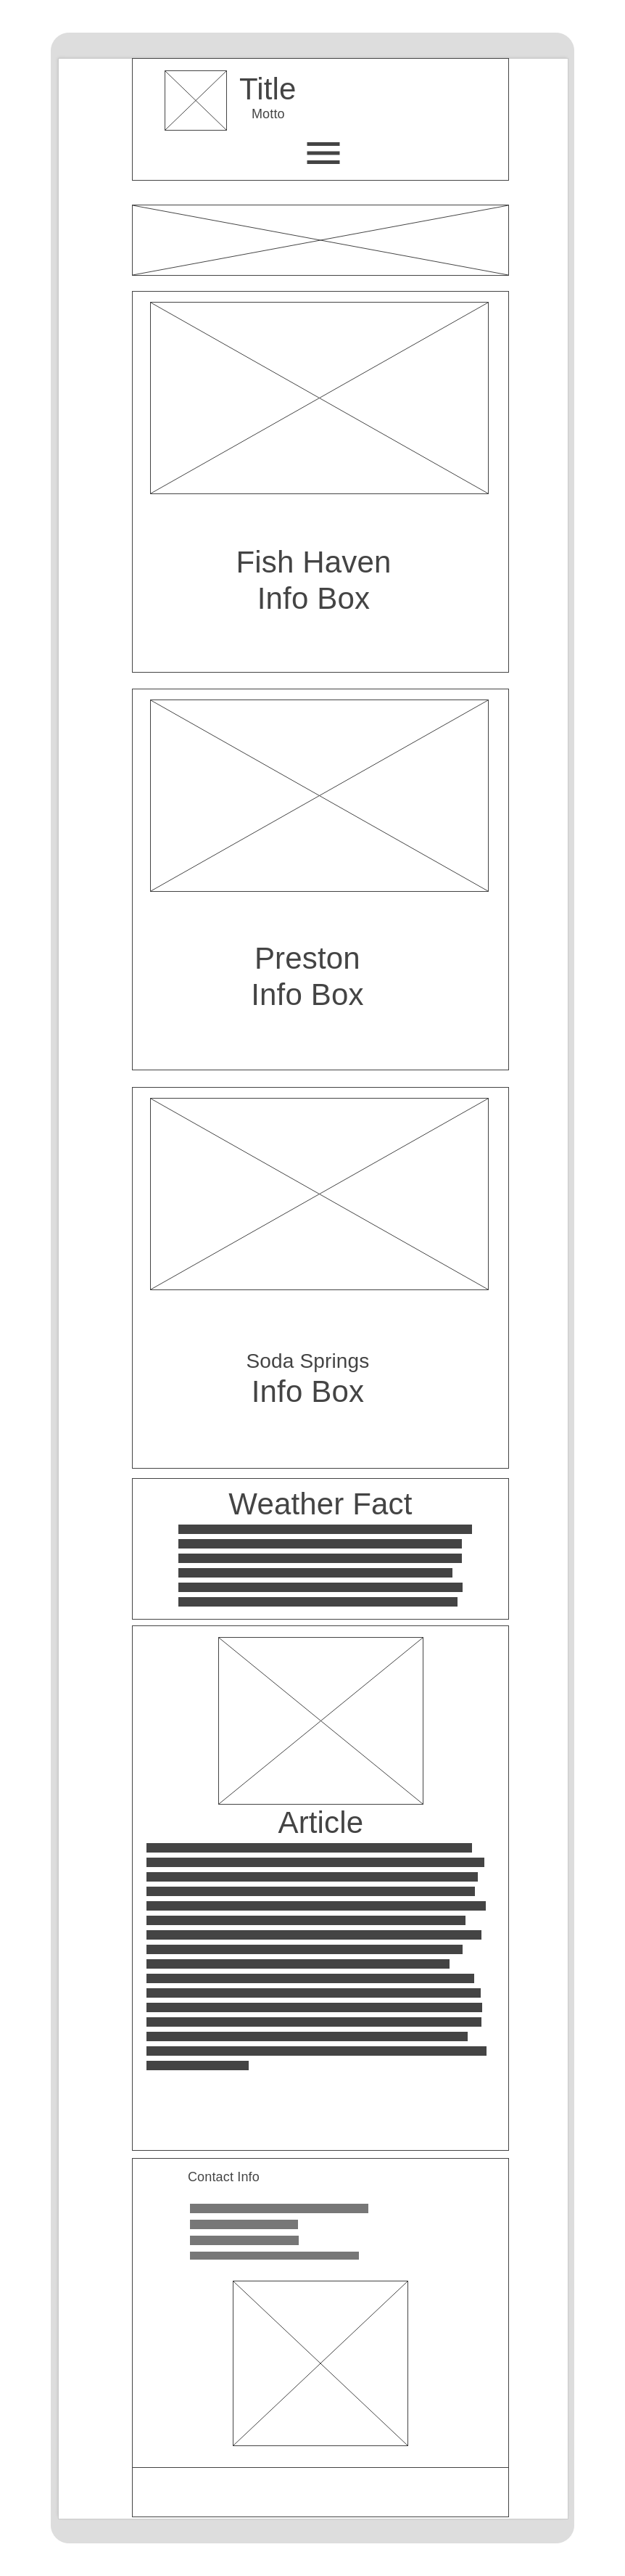 Title
Motto
Fish Haven
Info Box
Preston
Info Box
Soda Springs
Info Box
Weather Fact
Article
Contact Info